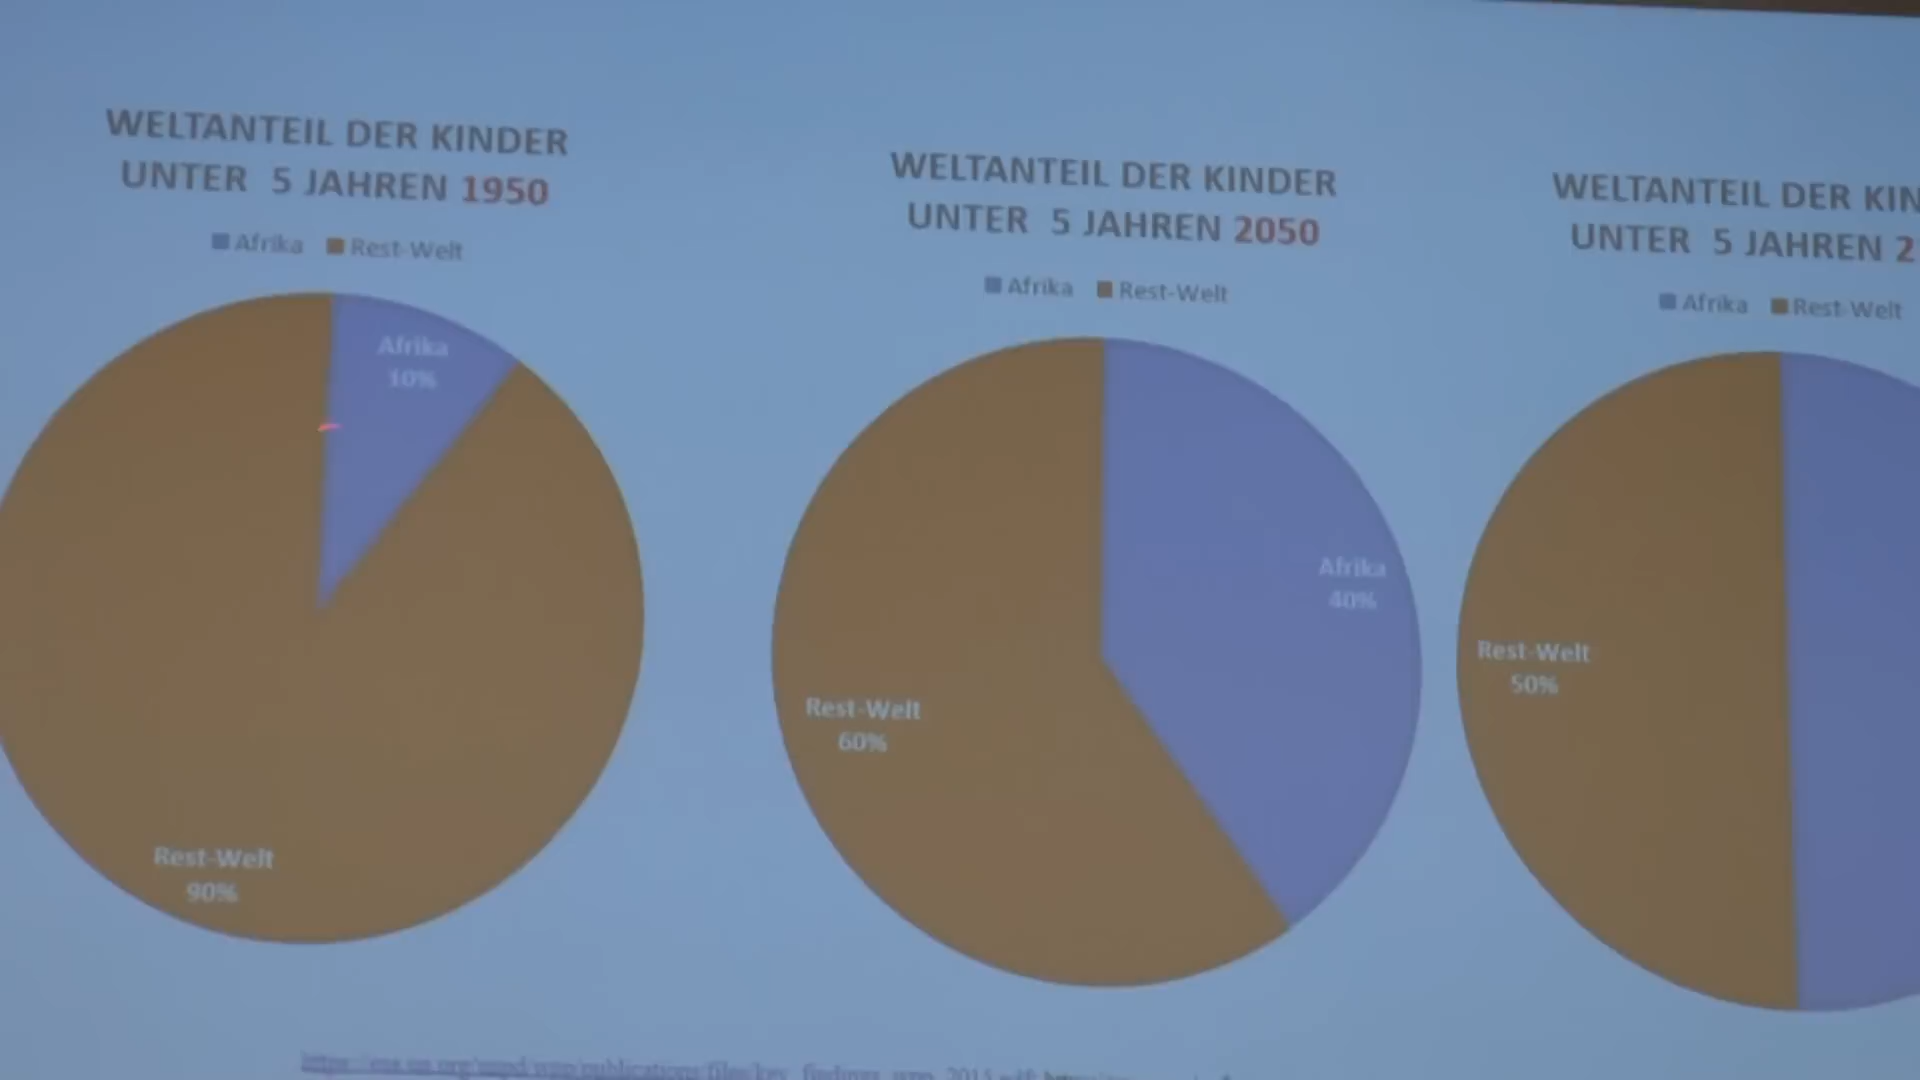 WELTANTEIL DER KINDER
UNTER 5 JAHREN 1950
Afrika Rest-Welt
Afrika
10%
Rest-Welt
90%
WELTANTEIL DER KINDER
UNTER 5 JAHREN 2050
Afrika Rest-Welt
Afrika
40%
Rest-Welt
60%
WELTANTEIL DER KIN
UNTER 5 JAHREN 2
Afrika Rest-Welt
Rest-Welt
50%